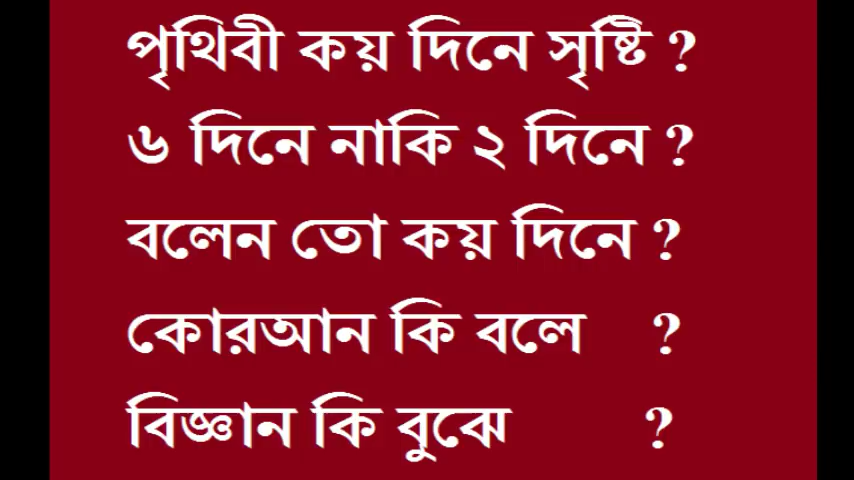 পৃথিবী কয় দিনে সৃষ্টি ?
৬ দিনে নাকি ২ দিনে ?
বলেন তো কয় দিনে ?
কোরআন কি বলে ?
বিজ্ঞান কি বুঝে ?